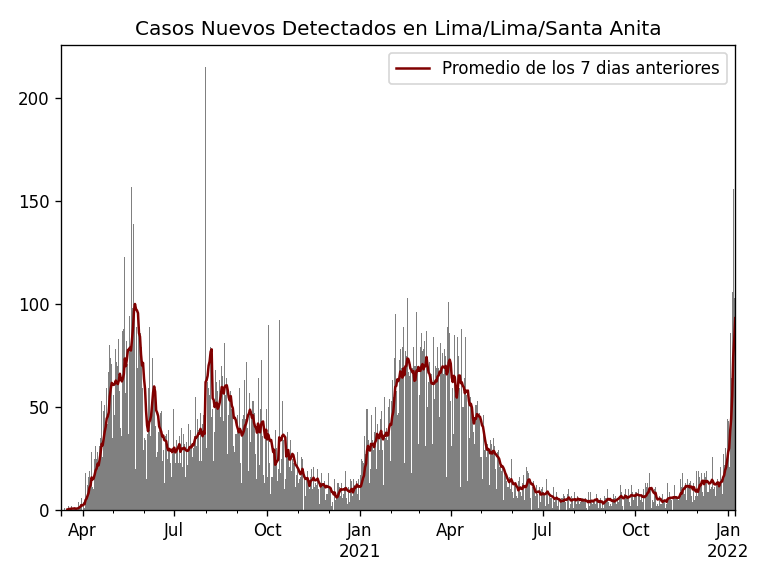 Casos Nuevos Detectados en Lima/Lima/Santa Anita
Promedio de los 7 dias anteriores
200
150
100
50
0
Apr Jul Oct Jan Apr Jul Oct Jan
2021 2022